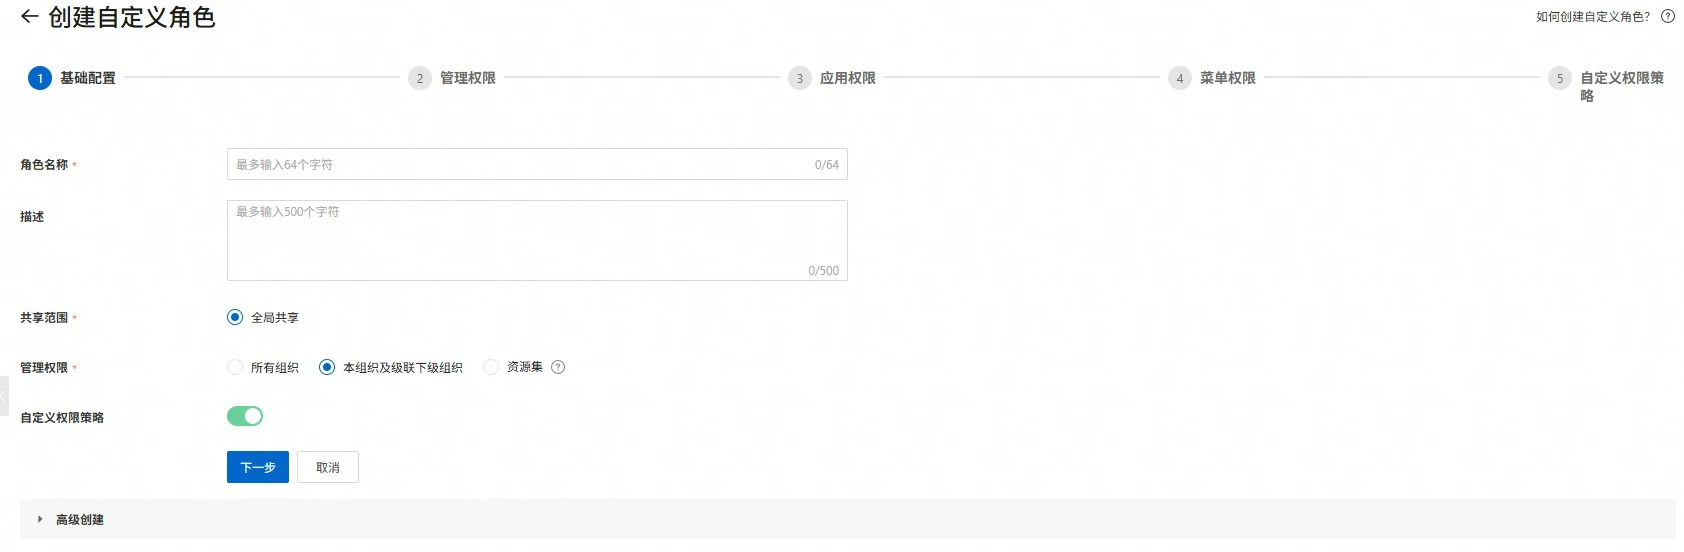 创建自定义角色
如何创建自定义角色?
1 基础配置
2 管理权限
3 应用权限
4 菜单权限
5 自定义权限策
略
角色名称 *
最多输入64个字符
0/64
描述
最多输入500个字符
0/500
共享范围 *
全局共享
管理权限 *
所有组织 本组织及级联下级组织 资源集
自定义权限策略
下一步 取消
高级创建